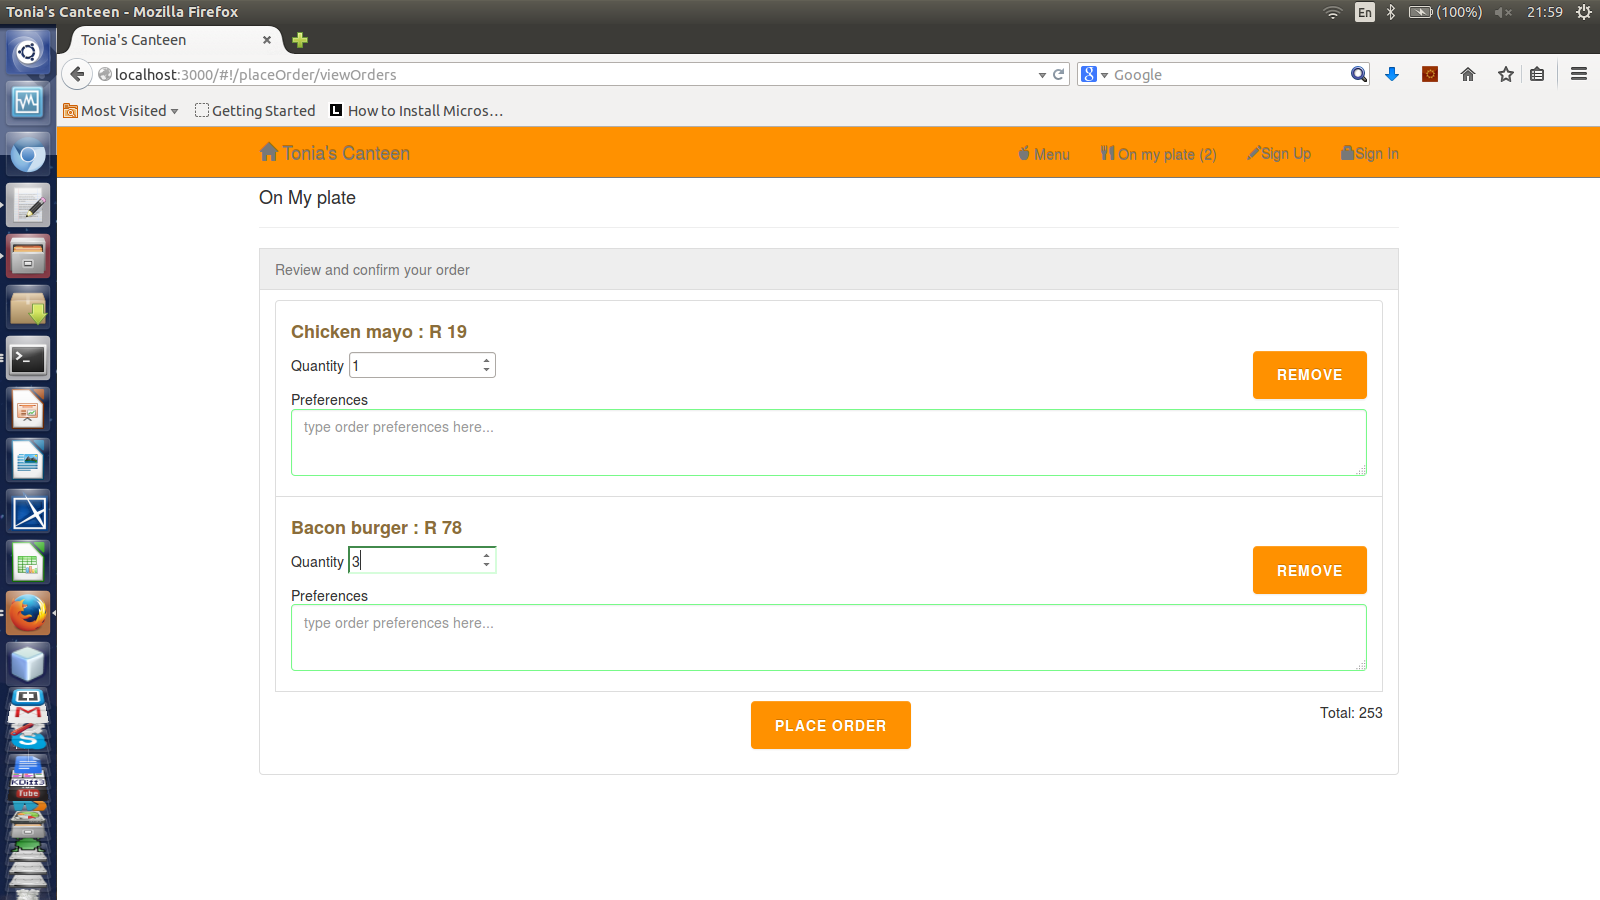 Tonia's Canteen - Mozilla Firefox
En
(100%)
21:59
Tonia's Canteen
localhost:3000/#!/placeOrder/viewOrders
8
Google
Most Visited
Getting Started
L
How to Install Micros...
Tonia's Canteen
Menu
On my plate (2)
Sign Up
Sign In
On My plate
Review and confirm your order
Chicken mayo : R 19
Quantity 1
REMOVE
Preferences
type order preferences here...
Bacon burger : R 78
Quantity 3
REMOVE
Preferences
type order preferences here...
PLACE ORDER
Total: 253
>_
M
S
KDiff3
Tube